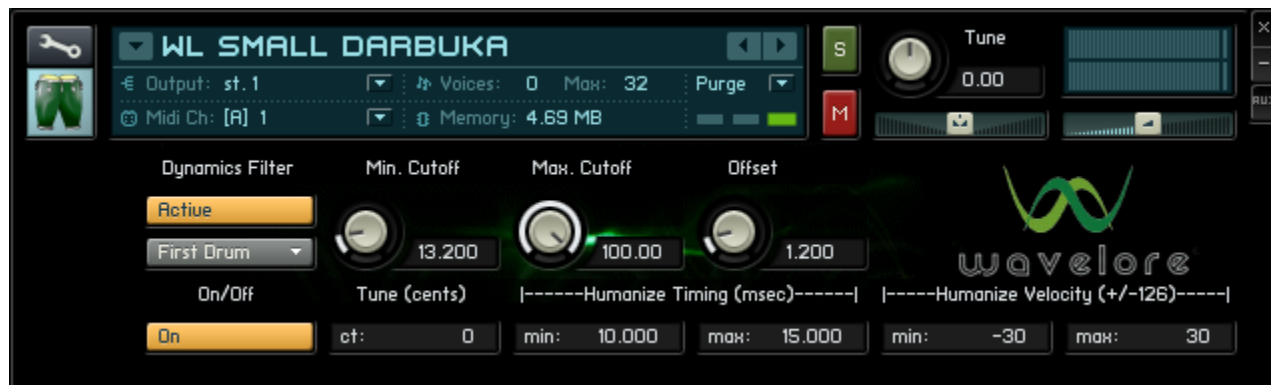 WL SMALL DARBUKA
S
Tune
Output: st. 1
Voices: 0 Max: 32
Purge
0.00
Midi Ch: [A] 1
Memory: 4.69 MB
M
×
–
AUX
Dynamics Filter
Min. Cutoff
Max. Cutoff
Offset
Active
First Drum
13.200
100.00
1.200
wavelore
On/Off
Tune (cents)
|------Humanize Timing (msec)------|
|-----Humanize Velocity (+/-126)-----|
On
ct: 0
min: 10.000
max: 15.000
min: -30
max: 30